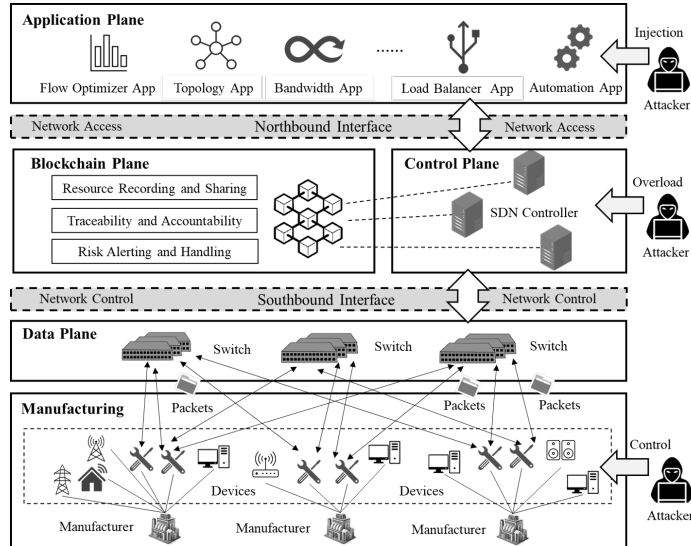 Application Plane
Injection
......
Flow Optimizer App
Topology App
Bandwidth App
Load Balancer App
Automation App
Attacker
Network Access
Northbound Interface
Network Access
Blockchain Plane
Control Plane
Resource Recording and Sharing
Traceability and Accountability
Risk Alerting and Handling
SDN Controller
Overload
Attacker
Network Control
Southbound Interface
Network Control
Data Plane
Switch
Switch
Switch
Packets
Packets
Packets
Manufacturing
Control
Devices
Devices
Attacker
Manufacturer
Manufacturer
Manufacturer